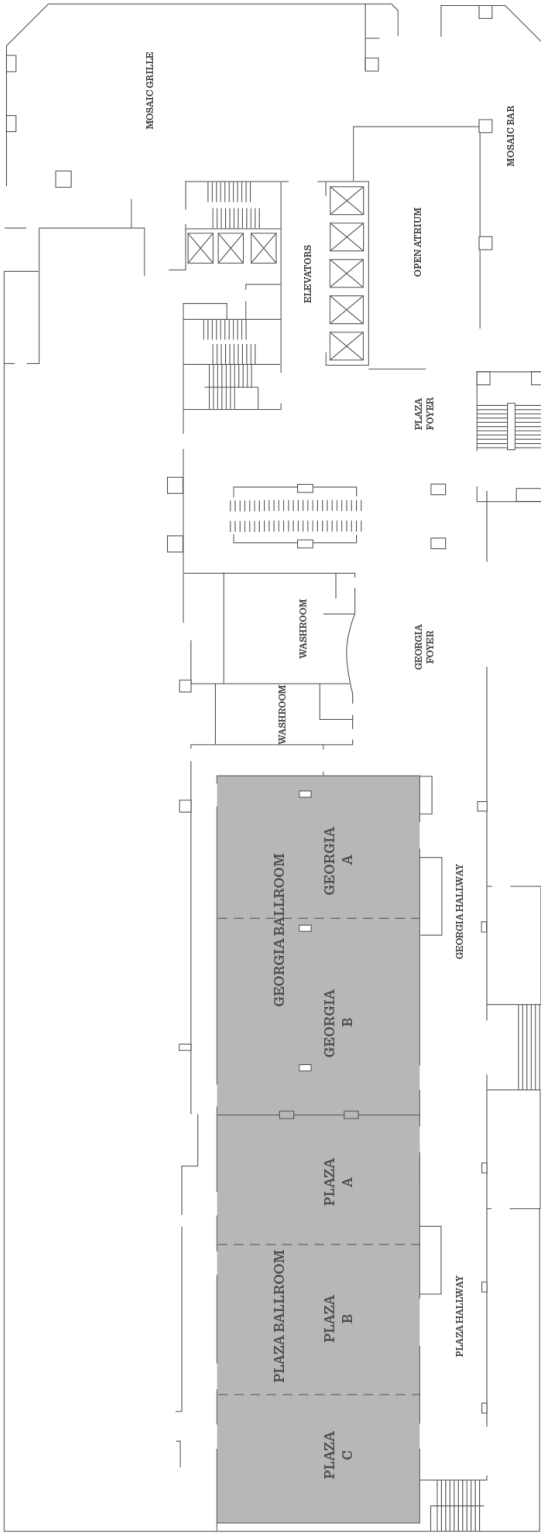 MOSAIC GRILLE
MOSAIC BAR
ELEVATORS
OPEN ATRIUM
PLAZA
FOYER
WASHROOM
GEORGIA
FOYER
WASHROOM
GEORGIA BALLROOM
GEORGIA
A
GEORGIA HALLWAY
GEORGIA
B
PLAZA
A
PLAZA BALLROOM
PLAZA
B
PLAZA HALLWAY
PLAZA
C